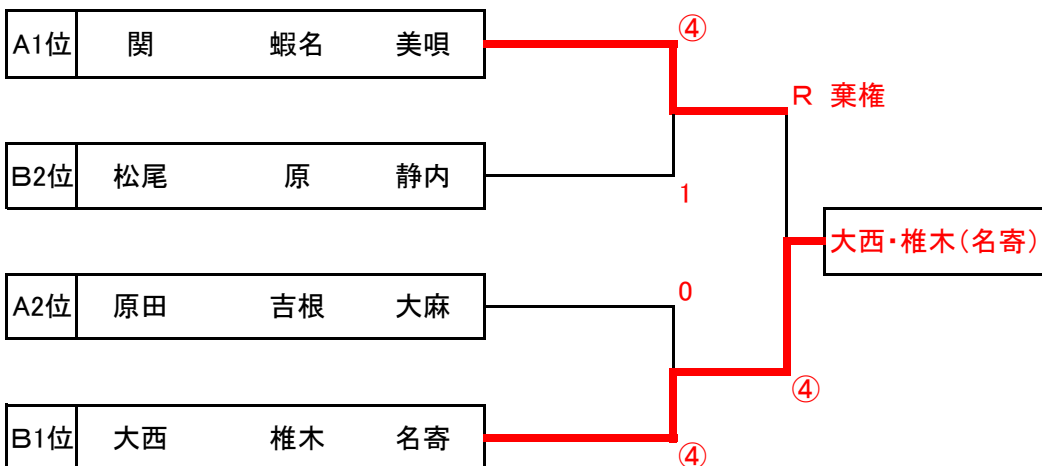 A1位 関 蝦名 美唄
④
R 棄権
B2位 松尾 原 静内
1
大西・椎木(名寄)
A2位 原田 吉根 大麻
0
④
B1位 大西 椎木 名寄
④